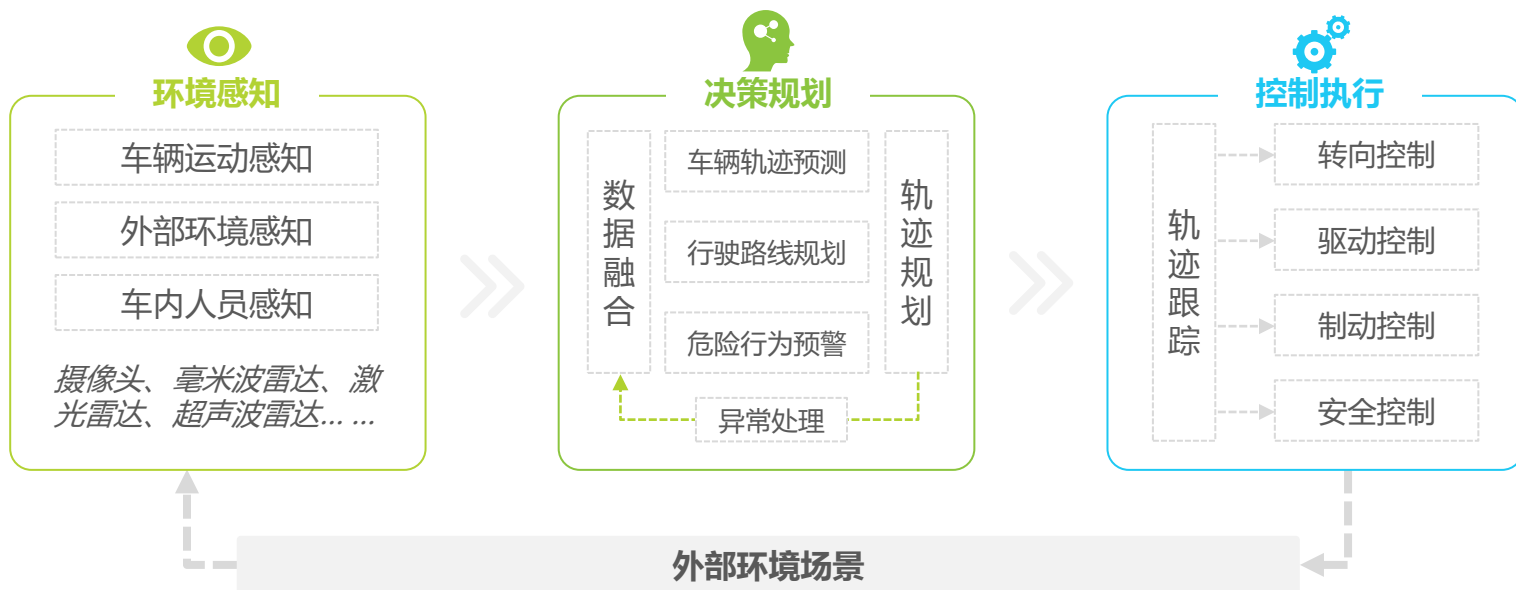 环境感知
车辆运动感知
外部环境感知
车内人员感知
摄像头、毫米波雷达、激
光雷达、超声波雷达... ...
决策规划
数据融合
车辆轨迹预测
行驶路线规划
危险行为预警
轨迹规划
异常处理
控制执行
轨迹跟踪
转向控制
驱动控制
制动控制
安全控制
外部环境场景